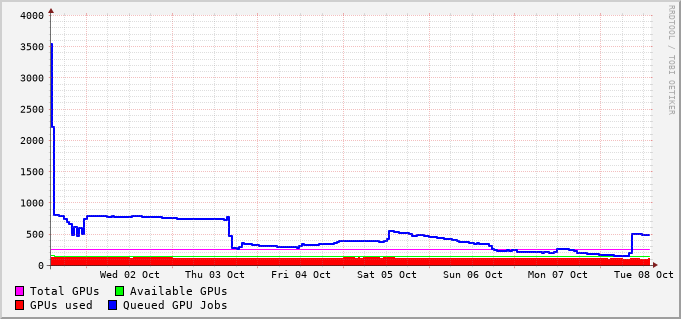 4000
3500
3000
2500
2000
1500
1000
500
0
Wed 02 Oct Thu 03 Oct Fri 04 Oct Sat 05 Oct Sun 06 Oct Mon 07 Oct Tue 08 Oct
Total GPUs Available GPUs
GPUs used Queued GPU Jobs
RRDTOOL / TOBI OETIKER